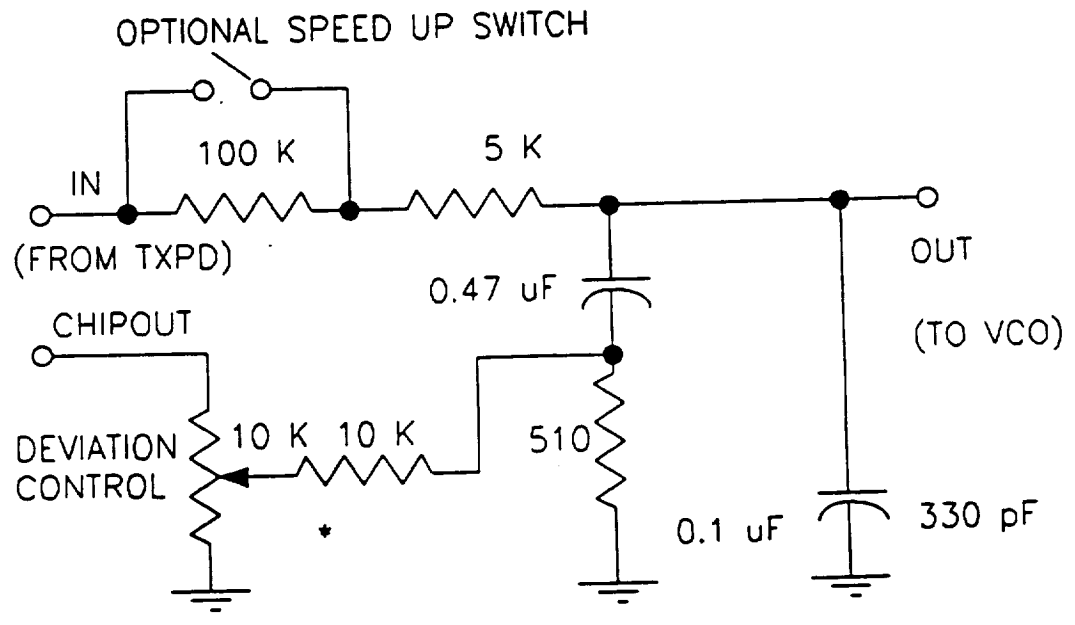 OPTIONAL SPEED UP SWITCH
100 K
5 K
IN
(FROM TXPD)
OUT
0.47 uF
CHIPOUT
(TO VCO)
DEVIATION
CONTROL
10 K
10 K
510
*
0.1 uF
330 pF